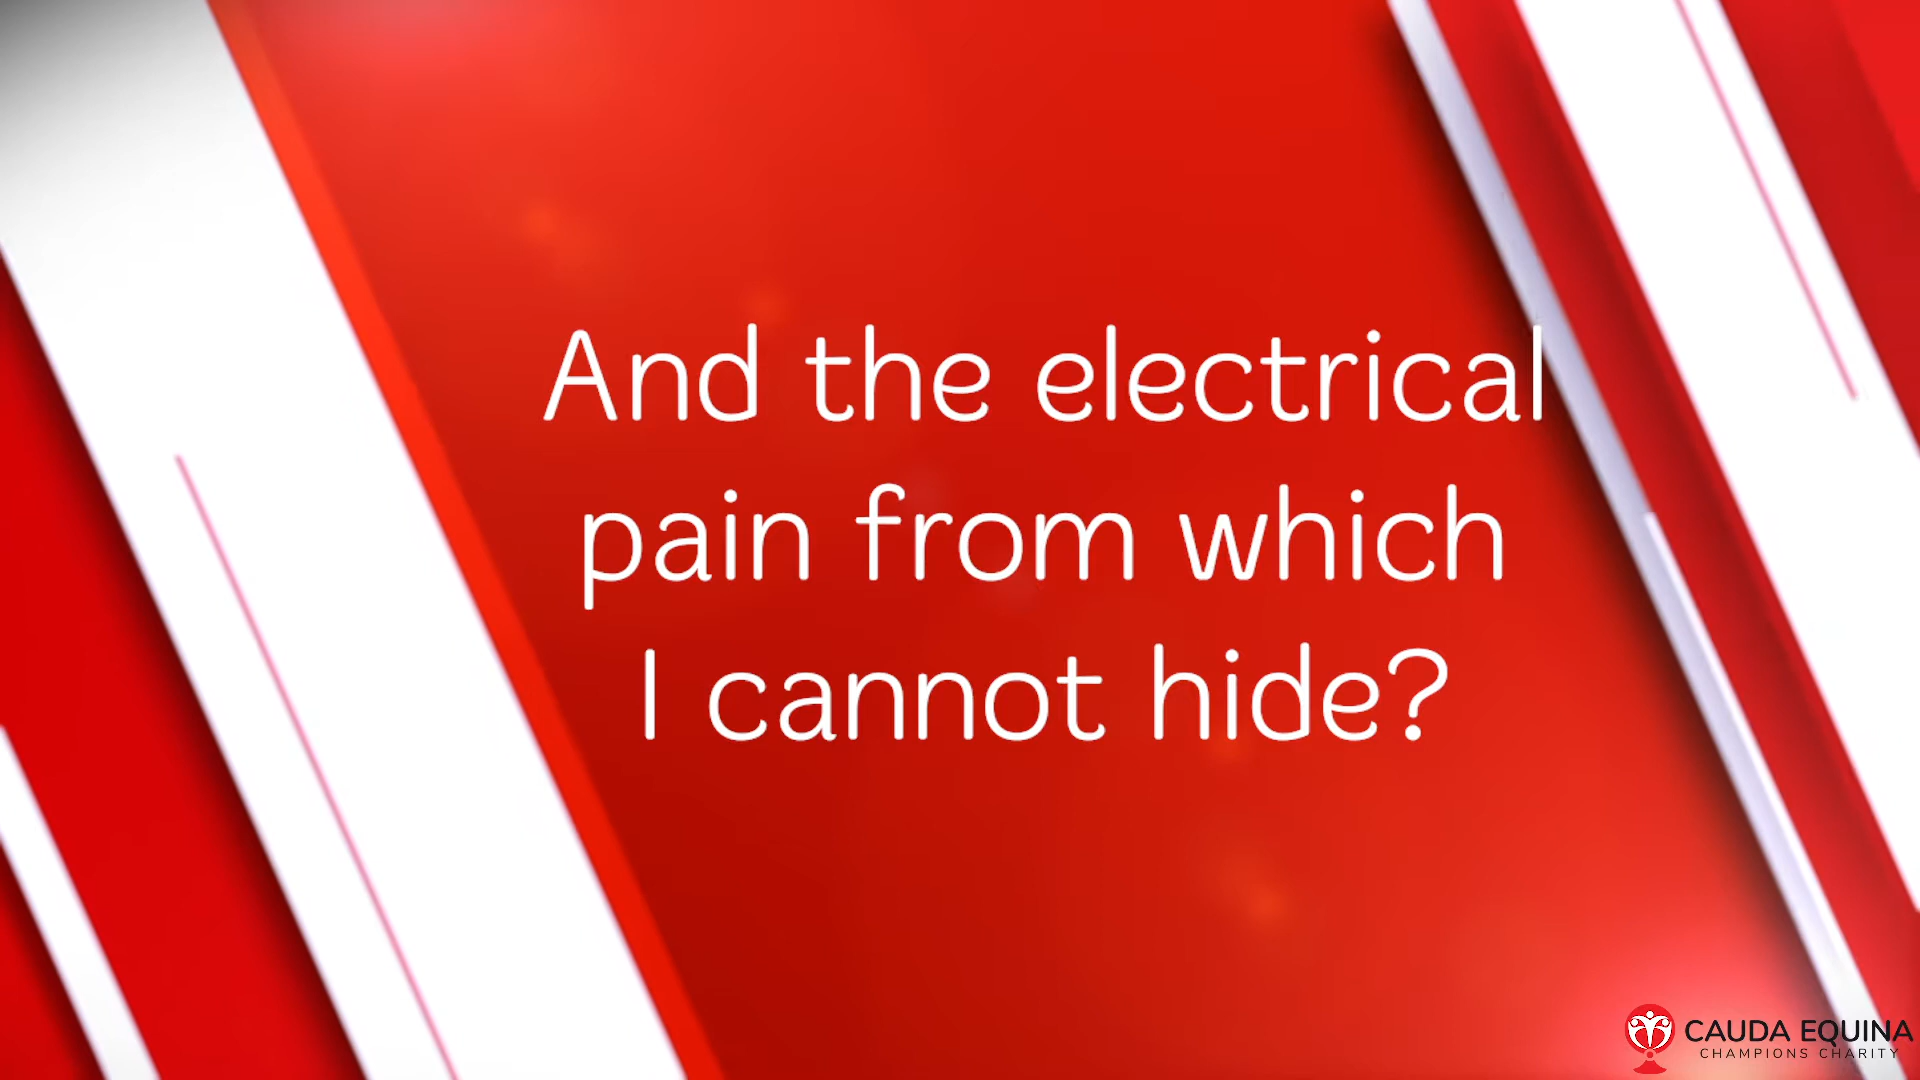 And the electrical
pain from which
I cannot hide?
CAUDA EQUINA
CHAMPIONS CHARITY